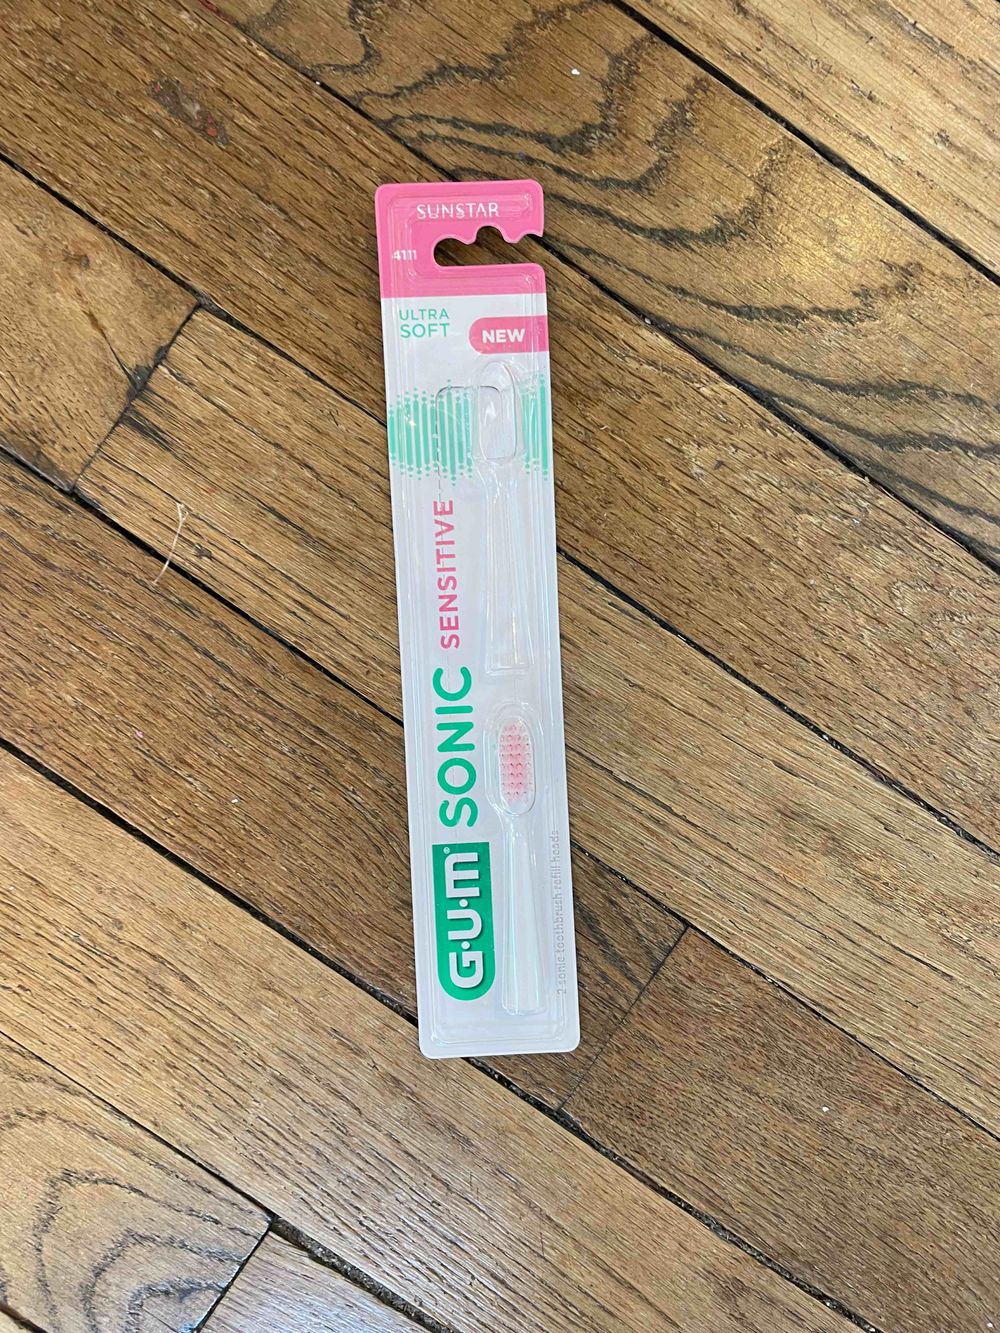 SUNSTAR
4111
ULTRA
SOFT
NEW
G·U·M® SONIC SENSITIVE
2 sonic toothbrush refill heads